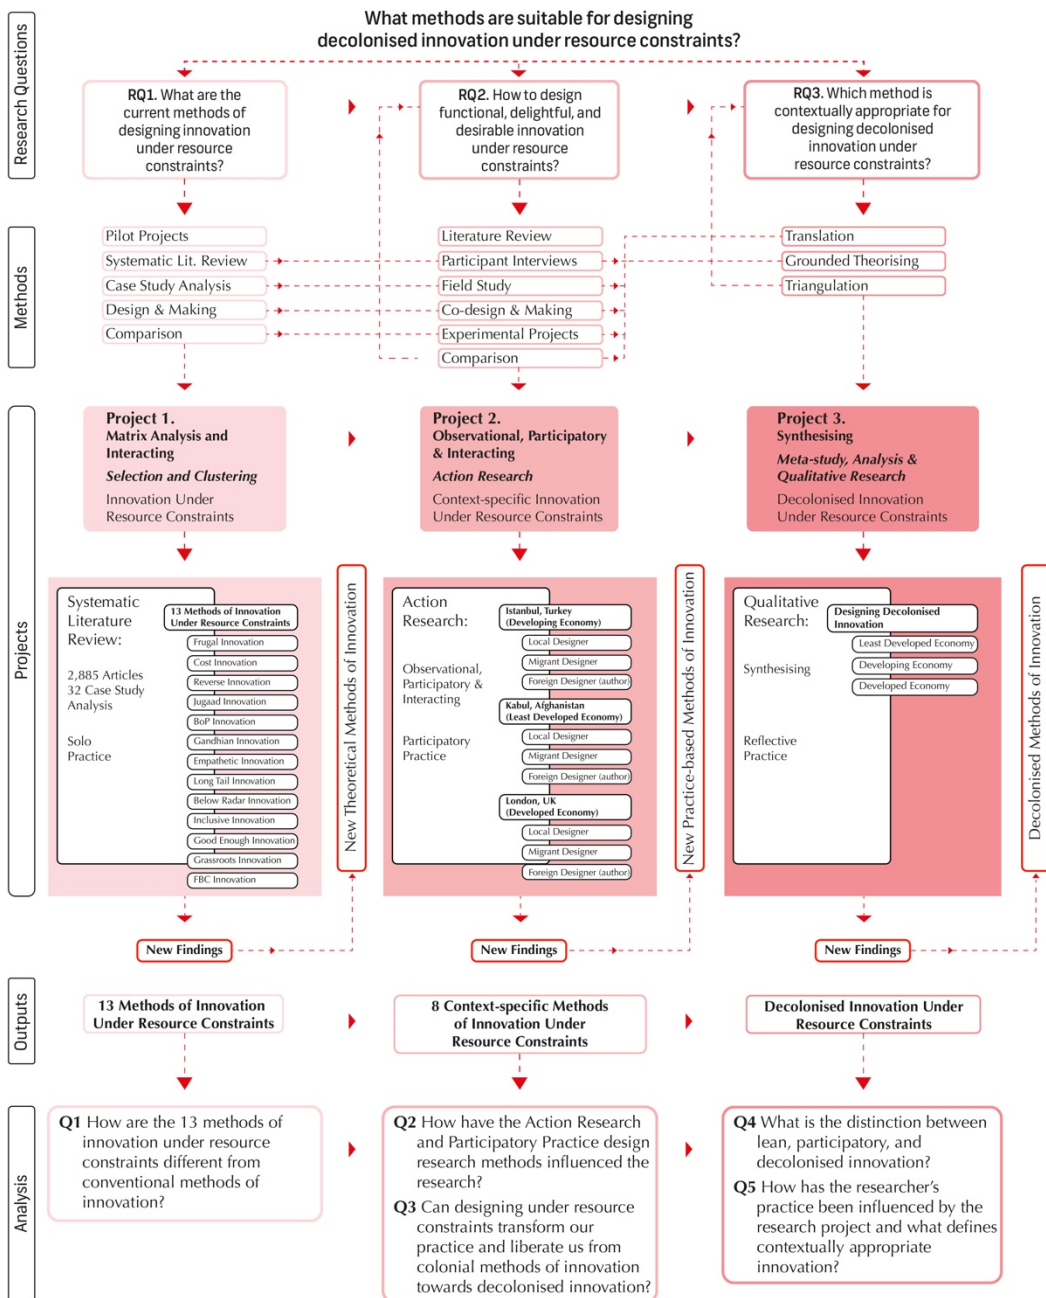 What methods are suitable for designing
decolonised innovation under resource constraints?
Research Questions
RQ1. What are the
current methods of
designing innovation
under resource
constraints?
RQ2. How to design
functional, delightful, and
desirable innovation
under resource
constraints?
RQ3. Which method is
contextually appropriate for
designing decolonised
innovation under
resource constraints?
Methods
Pilot Projects
Systematic Lit. Review
Case Study Analysis
Design & Making
Comparison
Literature Review
Participant Interviews
Field Study
Co-design & Making
Experimental Projects
Comparison
Translation
Grounded Theorising
Triangulation
Projects
Project 1.
Matrix Analysis and
Interacting
Selection and Clustering
Innovation Under
Resource Constraints
Project 2.
Observational, Participatory
& Interacting
Action Research
Context-specific Innovation
Under Resource Constraints
Project 3.
Synthesising
Meta-study, Analysis &
Qualitative Research
Decolonised Innovation
Under Resource Constraints
Systematic
Literature
Review:
2,885 Articles
32 Case Study
Analysis
Solo
Practice
13 Methods of Innovation
Under Resource Constraints
Frugal Innovation
Cost Innovation
Reverse Innovation
Jugaad Innovation
BoP Innovation
Gandhian Innovation
Empathetic Innovation
Long Tail Innovation
Below Radar Innovation
Inclusive Innovation
Good Enough Innovation
Grassroots Innovation
FBC Innovation
New Theoretical Methods of Innovation
Action
Research:
Observational,
Participatory &
Interacting
Participatory
Practice
Istanbul, Turkey
(Developing Economy)
Local Designer
Migrant Designer
Foreign Designer (author)
Kabul, Afghanistan
(Least Developed Economy)
Local Designer
Migrant Designer
Foreign Designer (author)
London, UK
(Developed Economy)
Local Designer
Migrant Designer
Foreign Designer (author)
New Practice-based Methods of Innovation
Qualitative
Research:
Synthesising
Reflective
Practice
Designing Decolonised
Innovation
Least Developed Economy
Developing Economy
Developed Economy
Decolonised Methods of Innovation
New Findings
New Findings
New Findings
Outputs
13 Methods of Innovation
Under Resource Constraints
8 Context-specific Methods
of Innovation Under
Resource Constraints
Decolonised Innovation Under
Resource Constraints
Analysis
Q1 How are the 13 methods of
innovation under resource
constraints different from
conventional methods of
innovation?
Q2 How have the Action Research
and Participatory Practice design
research methods influenced the
research?
Q3 Can designing under resource
constraints transform our
practice and liberate us from
colonial methods of innovation
towards decolonised innovation?
Q4 What is the distinction between
lean, participatory, and
decolonised innovation?
Q5 How has the researcher's
practice been influenced by the
research project and what defines
contextually appropriate
innovation?